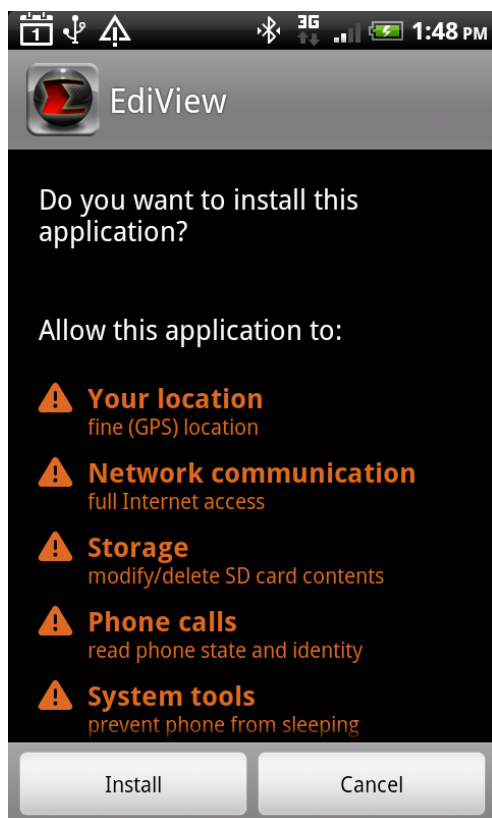 1 3G 1:48 PM
EdiView
Do you want to install this
application?
Allow this application to:
Your location
fine (GPS) location
Network communication
full Internet access
Storage
modify/delete SD card contents
Phone calls
read phone state and identity
System tools
prevent phone from sleeping
Install Cancel